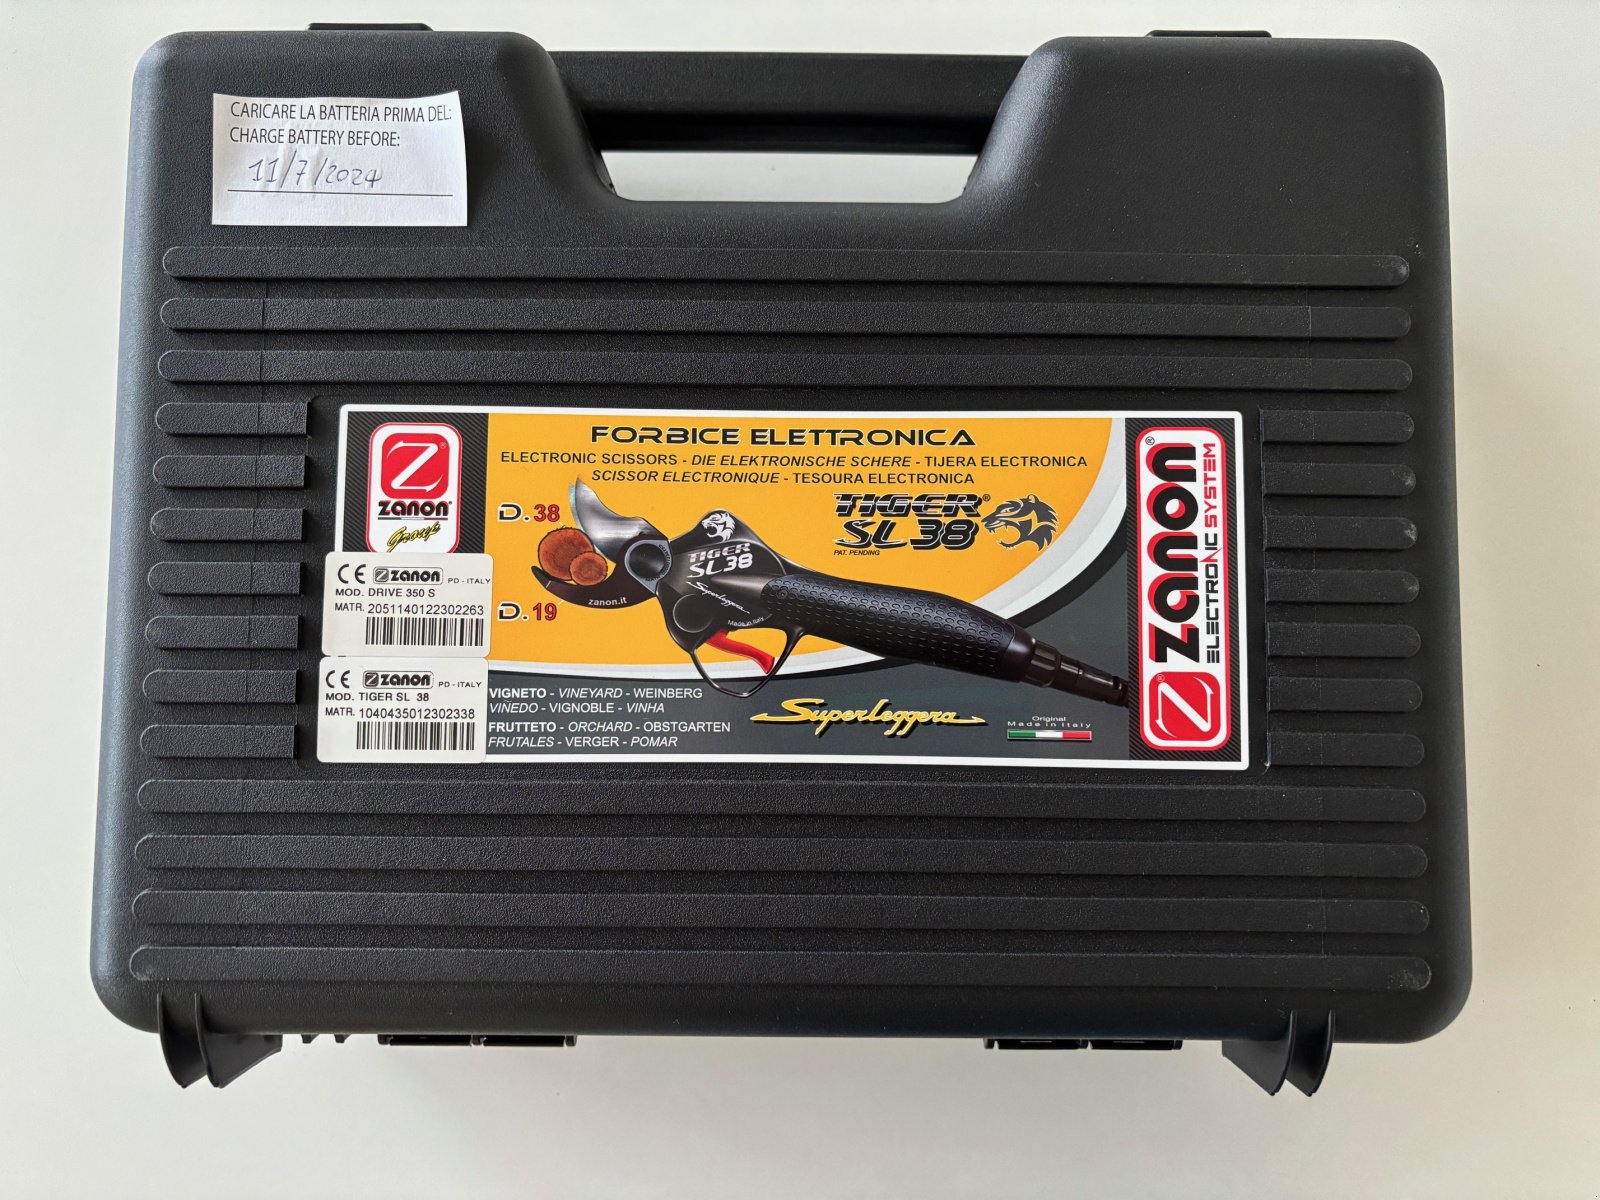 CARICARE LA BATTERIA PRIMA DEL:
CHARGE BATTERY BEFORE:
11/7/2024
FORBICE ELETTRONICA
ELECTRONIC SCISSORS - DIE ELEKTRONISCHE SCHERE - TIJERA ELECTRONICA
SCISSOR ELECTRONIQUE - TESOURA ELECTRONICA
Z®
zanon®
Group
D.38
D.19
TIGER®
SL 38
PAT. PENDING
TIGER
SL 38
Superleggera
zanon.it
Made in Italy
CE Zanon PD - ITALY
MOD. DRIVE 350 S
MATR. 2051140122302263
CE Zanon PD - ITALY
MOD. TIGER SL 38
MATR. 1040435012302338
VIGNETO - VINEYARD - WEINBERG
VIÑEDO - VIGNOBLE - VINHA
FRUTTETO - ORCHARD - OBSTGARTEN
FRUTALES - VERGER - POMAR
Superleggera
Original
Made in Italy
Z® zanon®
ELECTRONIC SYSTEM